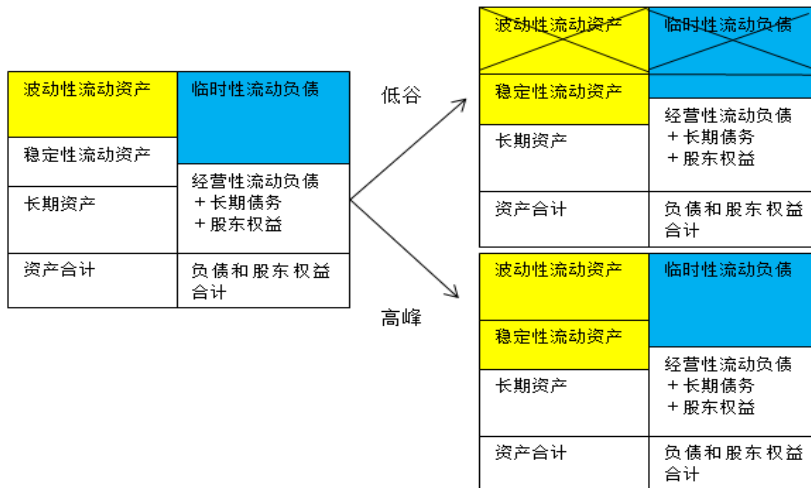 波动性流动资产
临时性流动负债
稳定性流动资产
经营性流动负债
+长期债务
+股东权益
长期资产
资产合计
负债和股东权益
合计
低谷
高峰
波动性流动资产
临时性流动负债
稳定性流动资产
经营性流动负债
+长期债务
+股东权益
长期资产
资产合计
负债和股东权益
合计
波动性流动资产
临时性流动负债
稳定性流动资产
经营性流动负债
+长期债务
+股东权益
长期资产
资产合计
负债和股东权益
合计